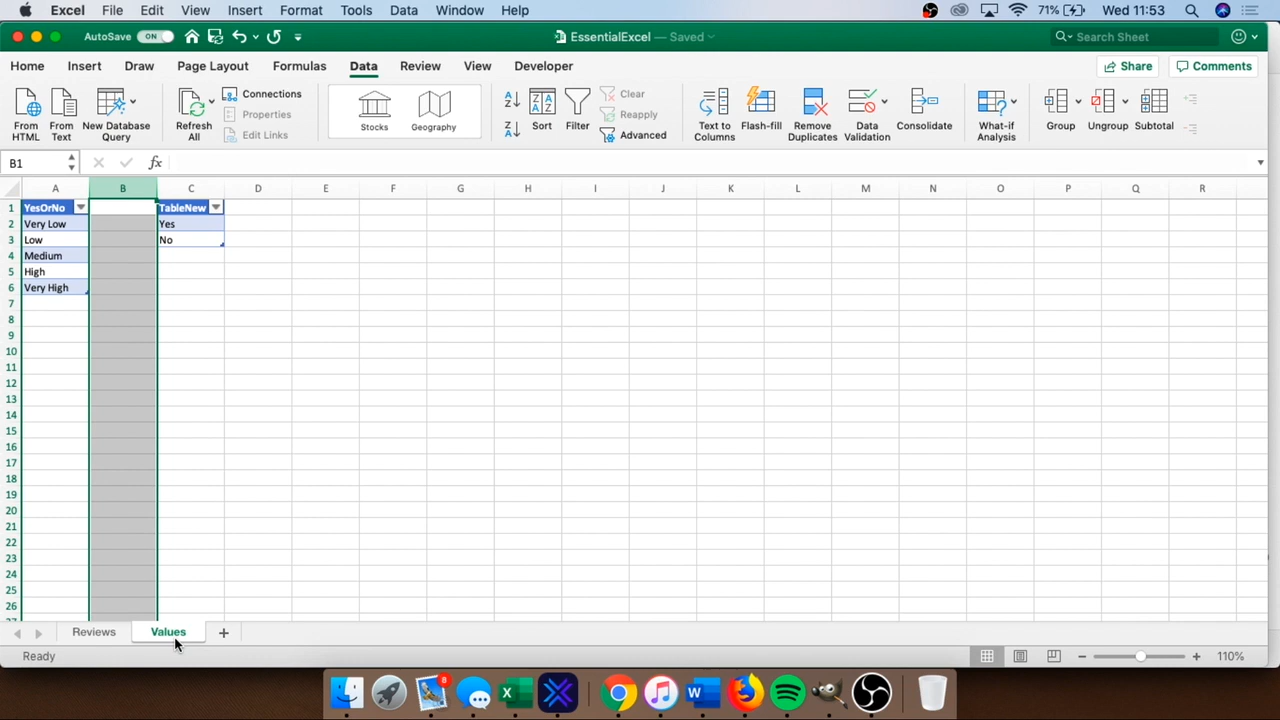 Excel File Edit View Insert Format Tools Data Window Help 71% Wed 11:53
AutoSave ON EssentialExcel — Saved Search Sheet
Home Insert Draw Page Layout Formulas Data Review View Developer Share Comments
From HTML
From Text
New Database Query
Refresh All
Connections
Properties
Edit Links
Stocks
Geography
Sort
Filter
Clear
Reapply
Advanced
Text to Columns
Flash-fill
Remove Duplicates
Data Validation
Consolidate
What-if Analysis
Group
Ungroup
Subtotal
B1 fx
A B C D E F G H I J K L M N O P Q R
1 YesOrNo TableNew
2 Very Low Yes
3 Low No
4 Medium
5 High
6 Very High
7
8
9
10
11
12
13
14
15
16
17
18
19
20
21
22
23
24
25
26
Reviews Values +
Ready 110%
8
W